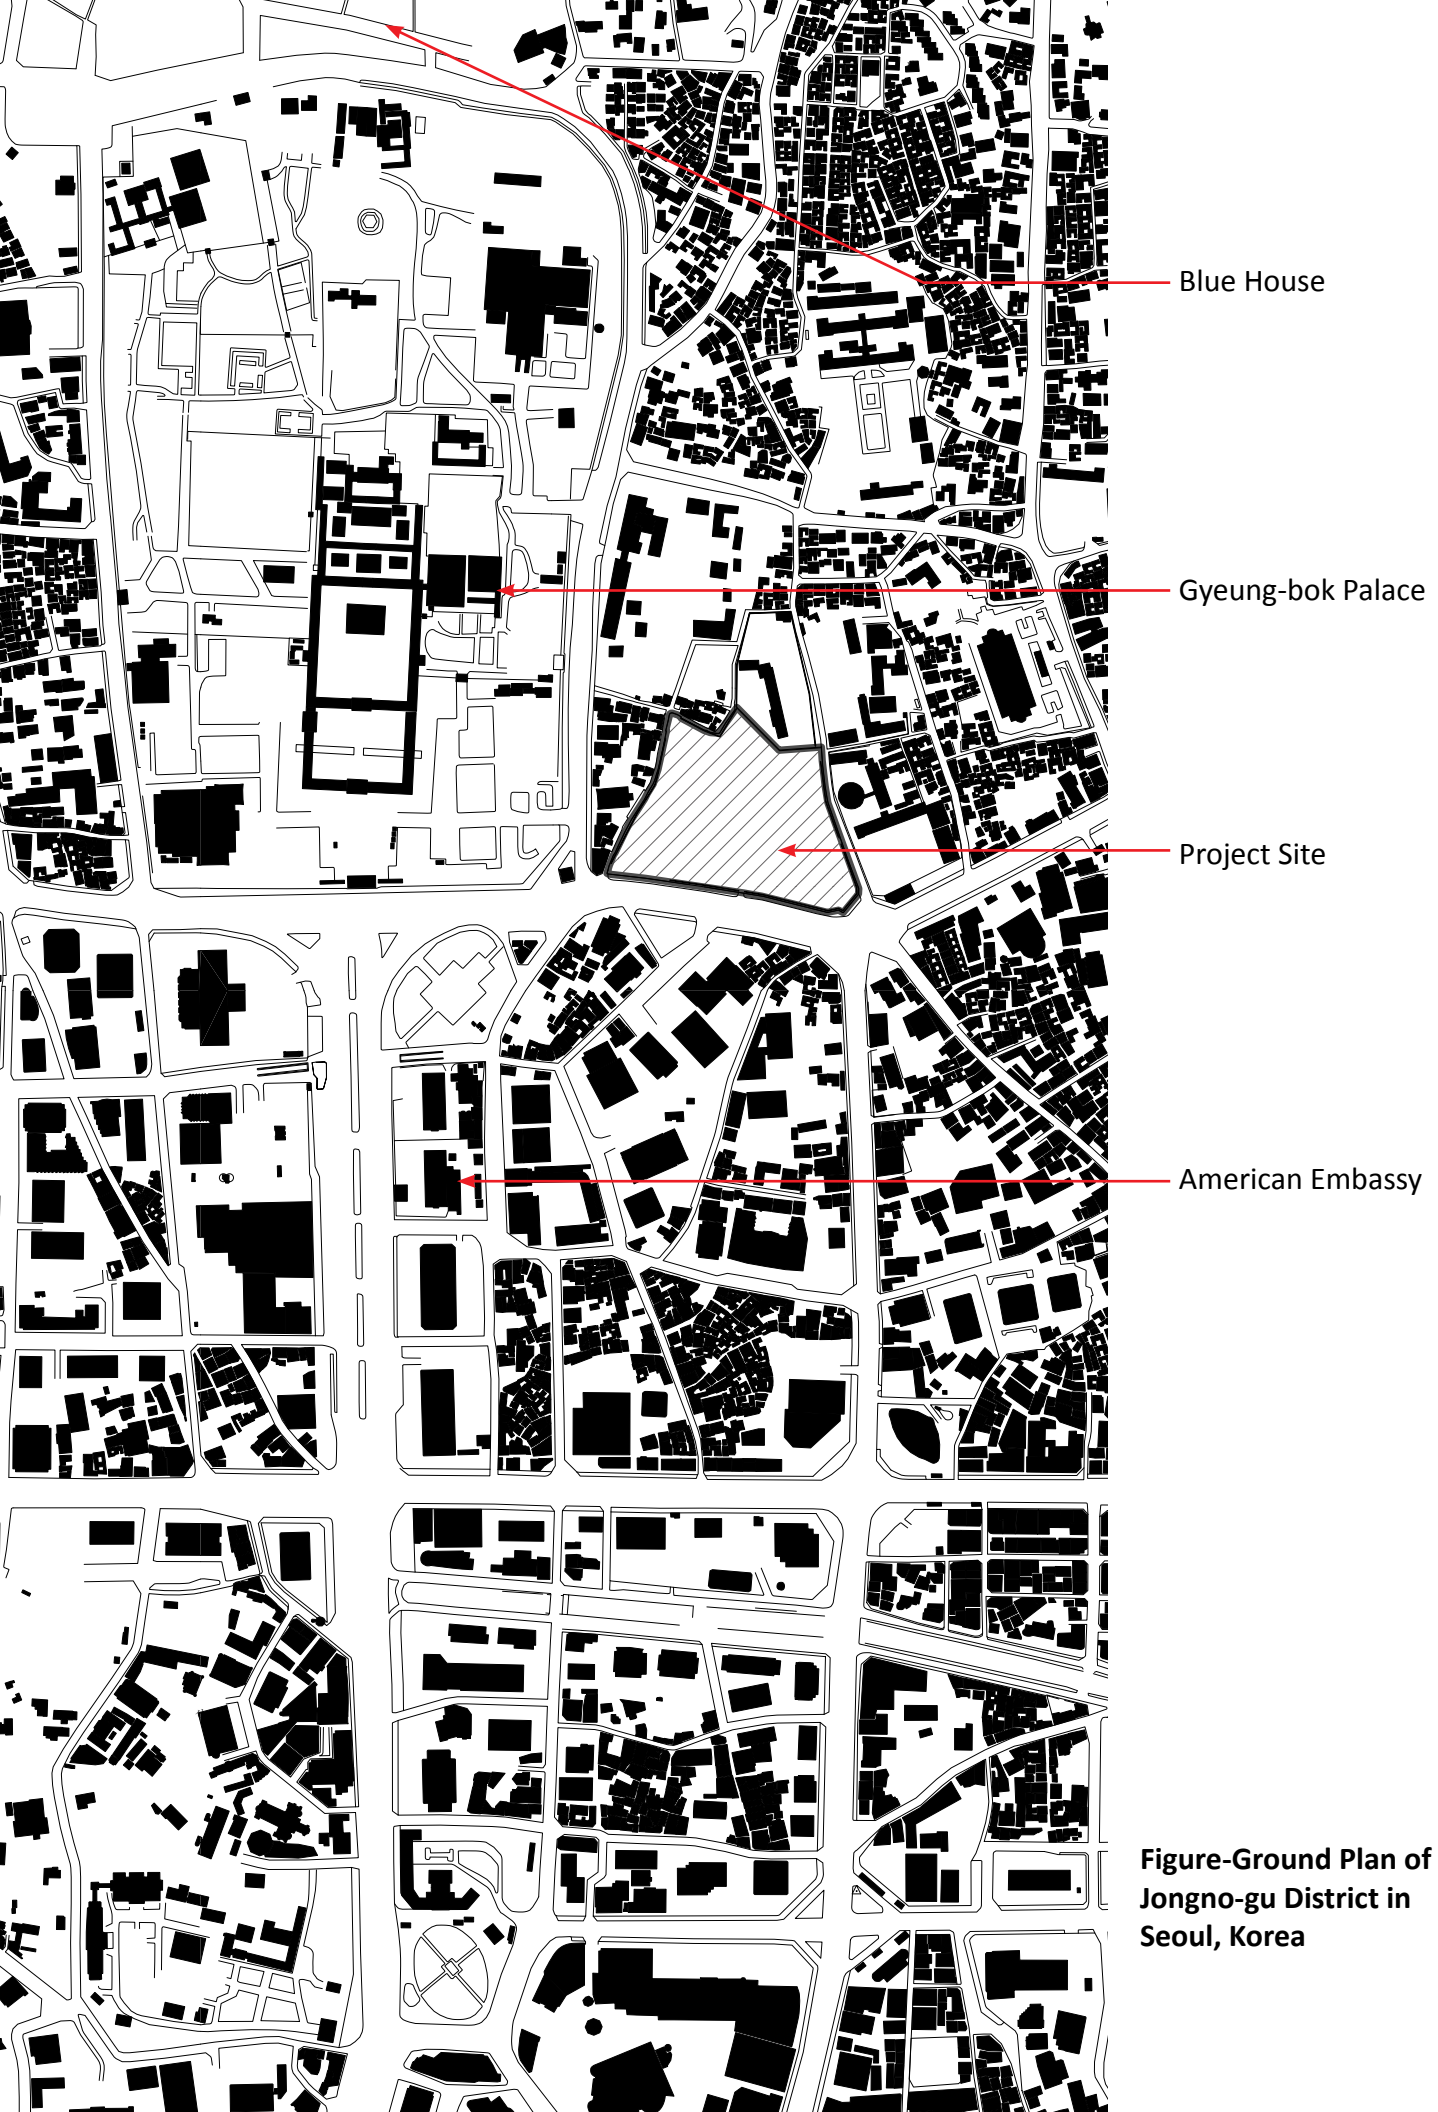 Blue House
Gyeung-bok Palace
Project Site
American Embassy
Figure-Ground Plan of
Jongno-gu District in
Seoul, Korea